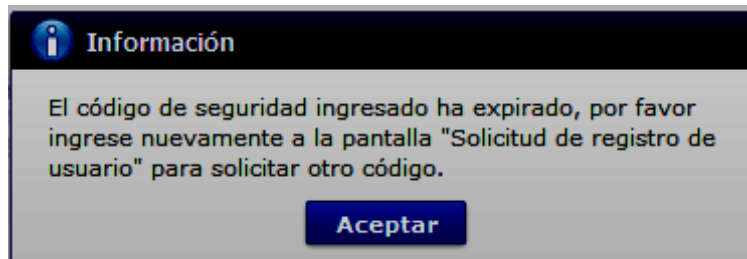 Información
El código de seguridad ingresado ha expirado, por favor
ingrese nuevamente a la pantalla "Solicitud de registro de
usuario" para solicitar otro código.
Aceptar